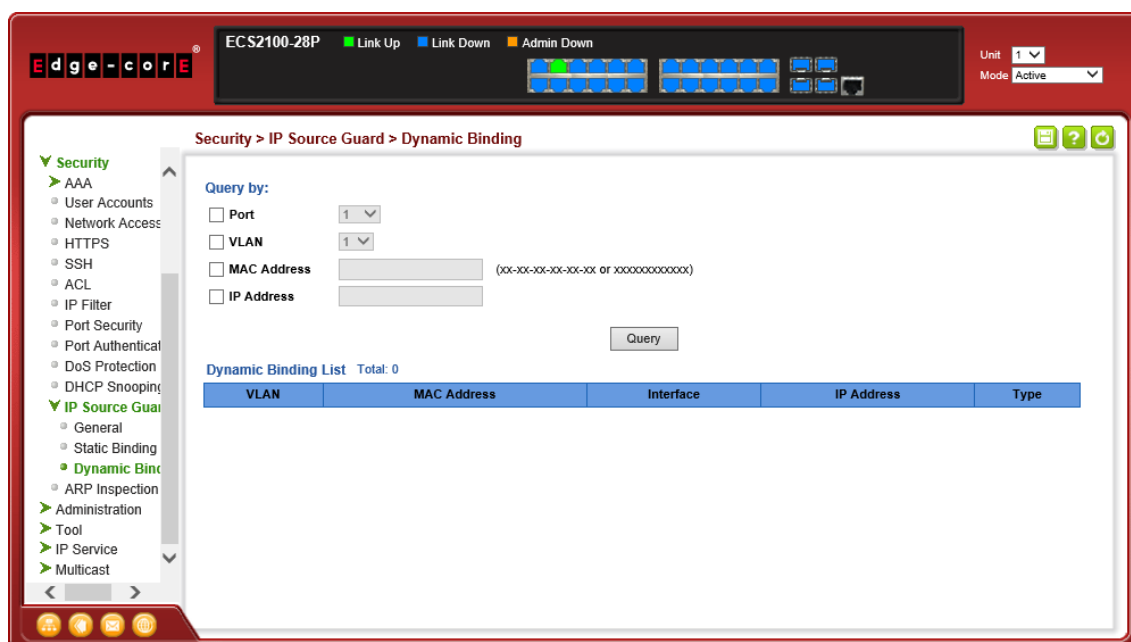 Edge-corE ®
ECS2100-28P Link Up Link Down Admin Down
Unit 1
Mode Active
Security > IP Source Guard > Dynamic Binding
Security
AAA
User Accounts
Network Access
HTTPS
SSH
ACL
IP Filter
Port Security
Port Authenticat
DoS Protection
DHCP Snooping
IP Source Guar
General
Static Binding
Dynamic Bind
ARP Inspection
Administration
Tool
IP Service
Multicast
Query by:
Port 1
VLAN 1
MAC Address (xx-xx-xx-xx-xx-xx or xxxxxxxxxxxx)
IP Address
Query
Dynamic Binding List Total: 0
VLAN MAC Address Interface IP Address Type